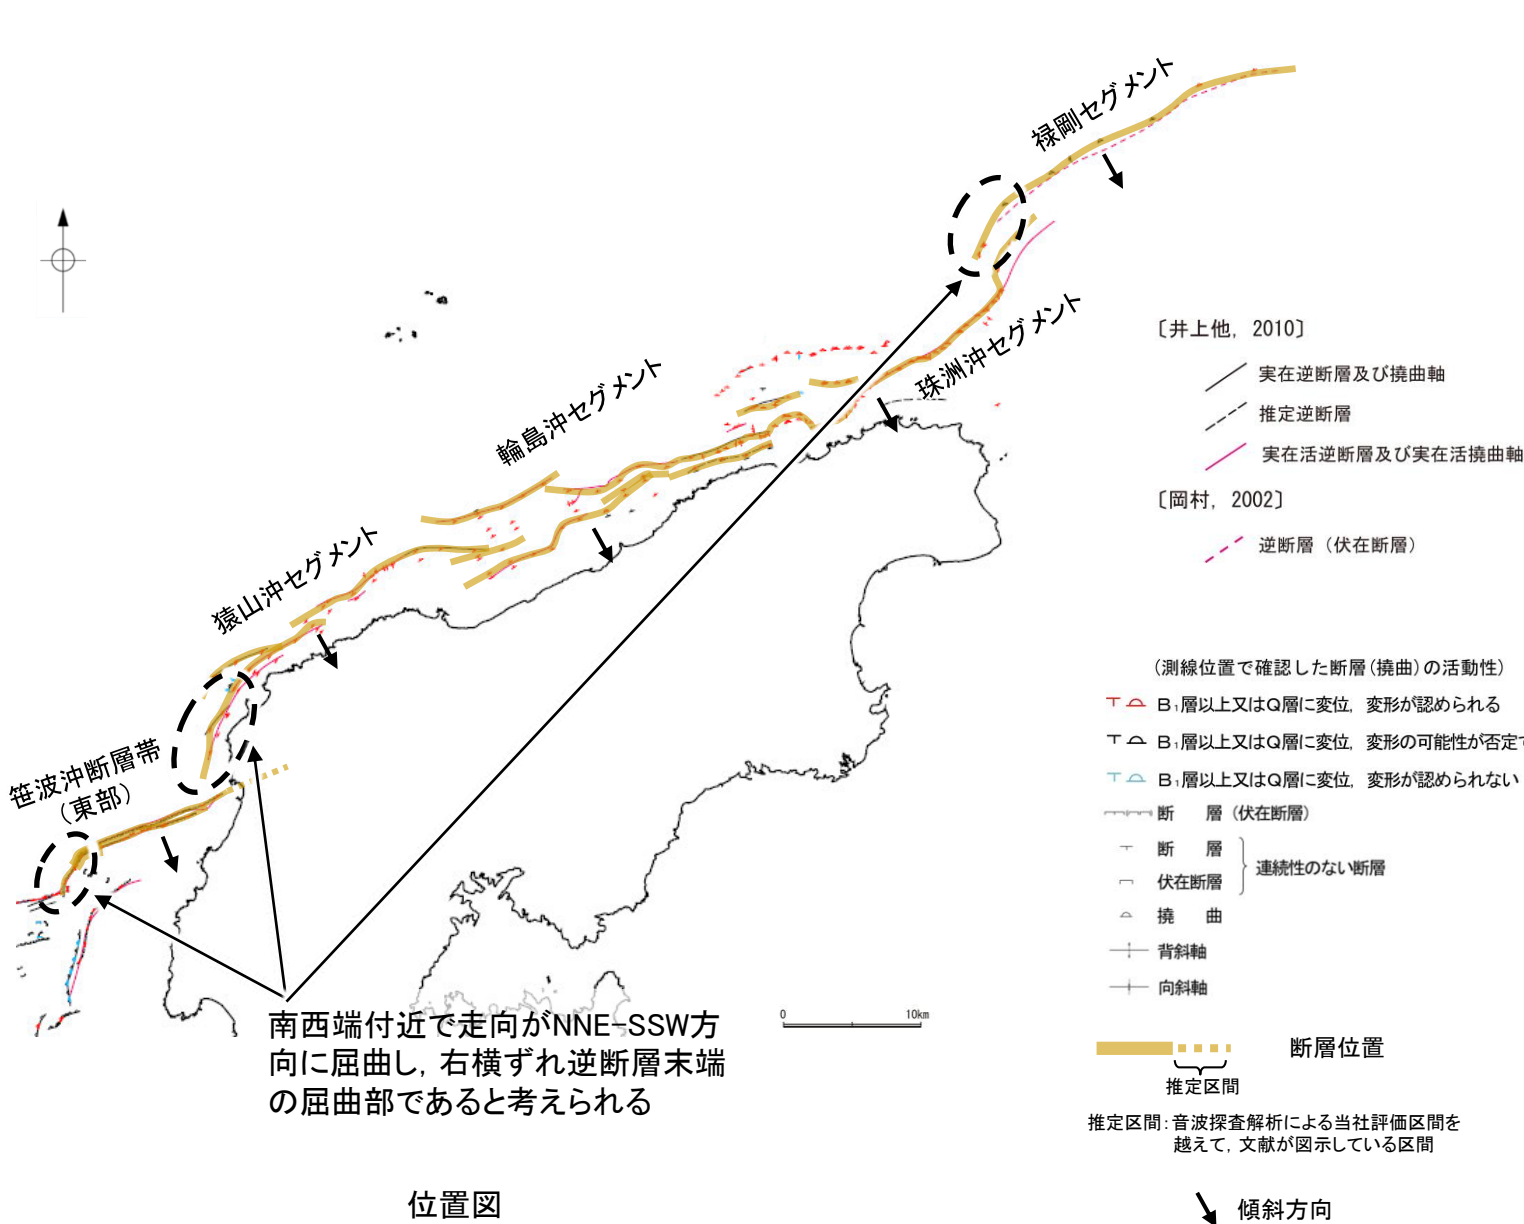 禄剛セグメント
珠洲沖セグメント
輪島沖セグメント
猿山沖セグメント
笹波沖断層帯
(東部)
〔井上他, 2010〕
実在逆断層及び撓曲軸
推定逆断層
実在活逆断層及び実在活撓曲軸
〔岡村, 2002〕
逆断層（伏在断層）
(測線位置で確認した断層(撓曲)の活動性)
B₁層以上又はQ層に変位, 変形が認められる
B₁層以上又はQ層に変位, 変形の可能性が否定で
B₁層以上又はQ層に変位, 変形が認められない
断　層（伏在断層）
断　層
伏在断層
連続性のない断層
撓　曲
背斜軸
向斜軸
0 10km
南西端付近で走向がNNE-SSW方
向に屈曲し, 右横ずれ逆断層末端
の屈曲部であると考えられる
断層位置
推定区間
推定区間:音波探査解析による当社評価区間を
越えて, 文献が図示している区間
位置図
傾斜方向